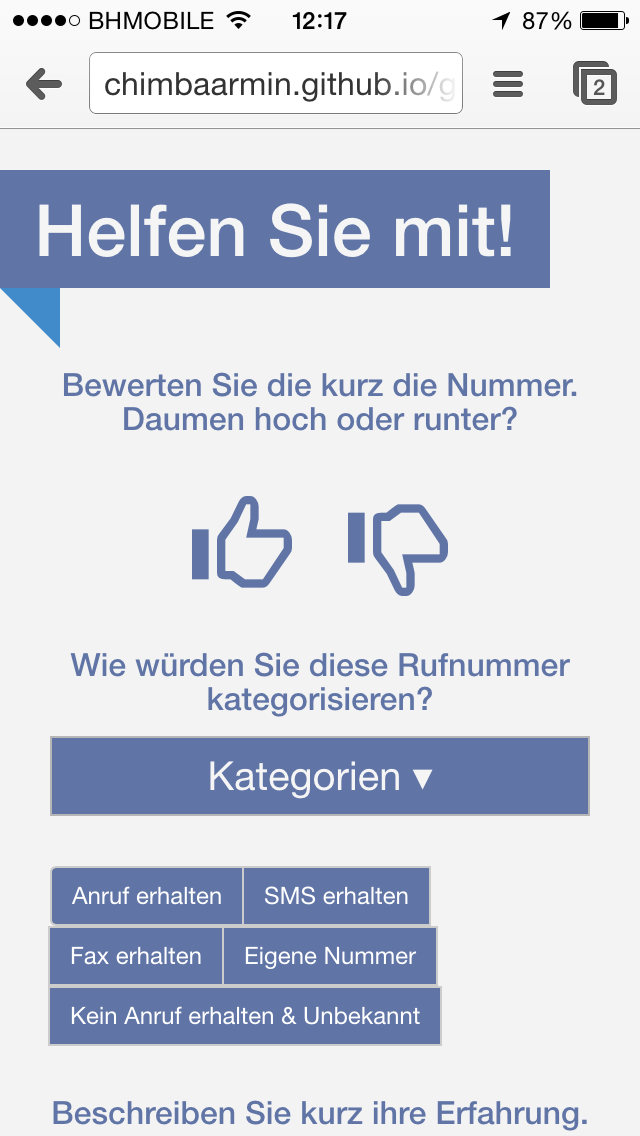 BHMOBILE 12:17 87%
chimbaarmin.github.io/g
2
Helfen Sie mit!
Bewerten Sie die kurz die Nummer.
Daumen hoch oder runter?
Wie würden Sie diese Rufnummer
kategorisieren?
Kategorien ▾
Anruf erhalten SMS erhalten
Fax erhalten Eigene Nummer
Kein Anruf erhalten & Unbekannt
Beschreiben Sie kurz ihre Erfahrung.